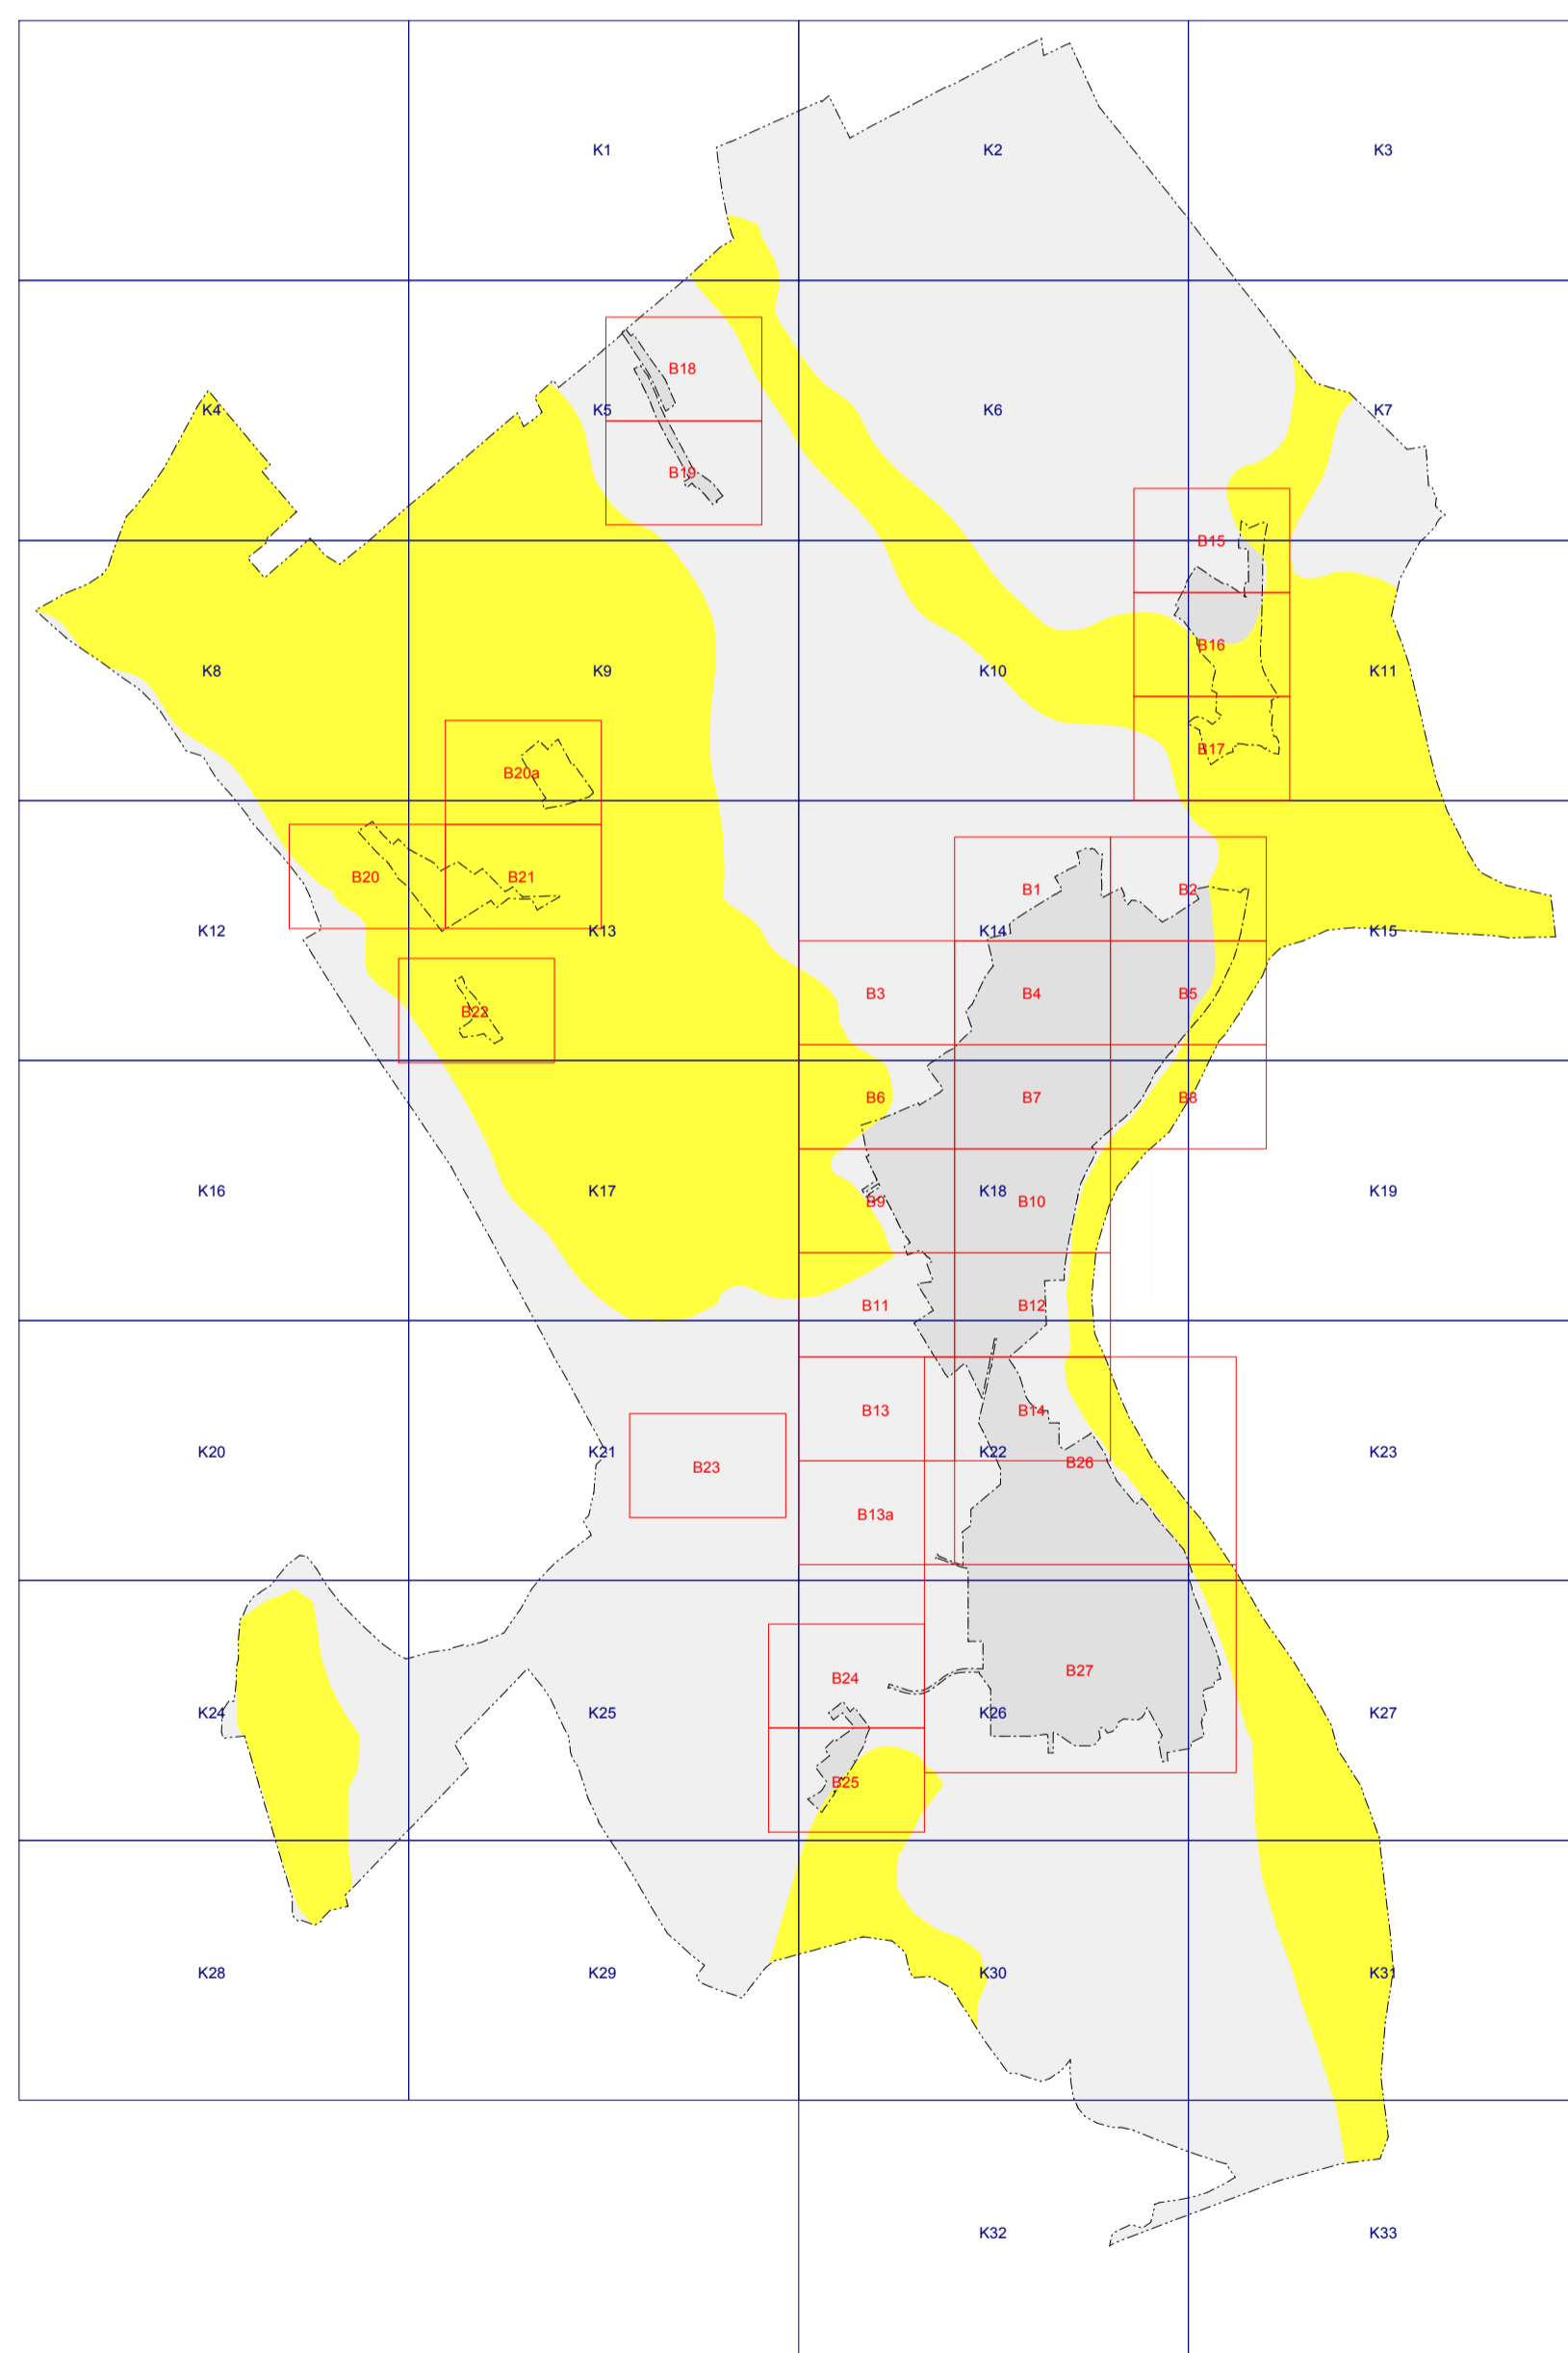 K1 K2 K3
B18
K4 K5 K6 K7
B19
B15
B16
K8 K9 K10 K11
B17
B20a
B20 B21 B1 B2
K12 K13 K14 K15
B3 B4 B5
B22
B6 B7 B8
K16 K17 K18 K19
B9 B10
B11 B12
B13 B14
K20 K21 K22 K23
B23 B26
B13a
B24 B27
K24 K25 K26 K27
B25
K28 K29 K30 K31
K32 K33